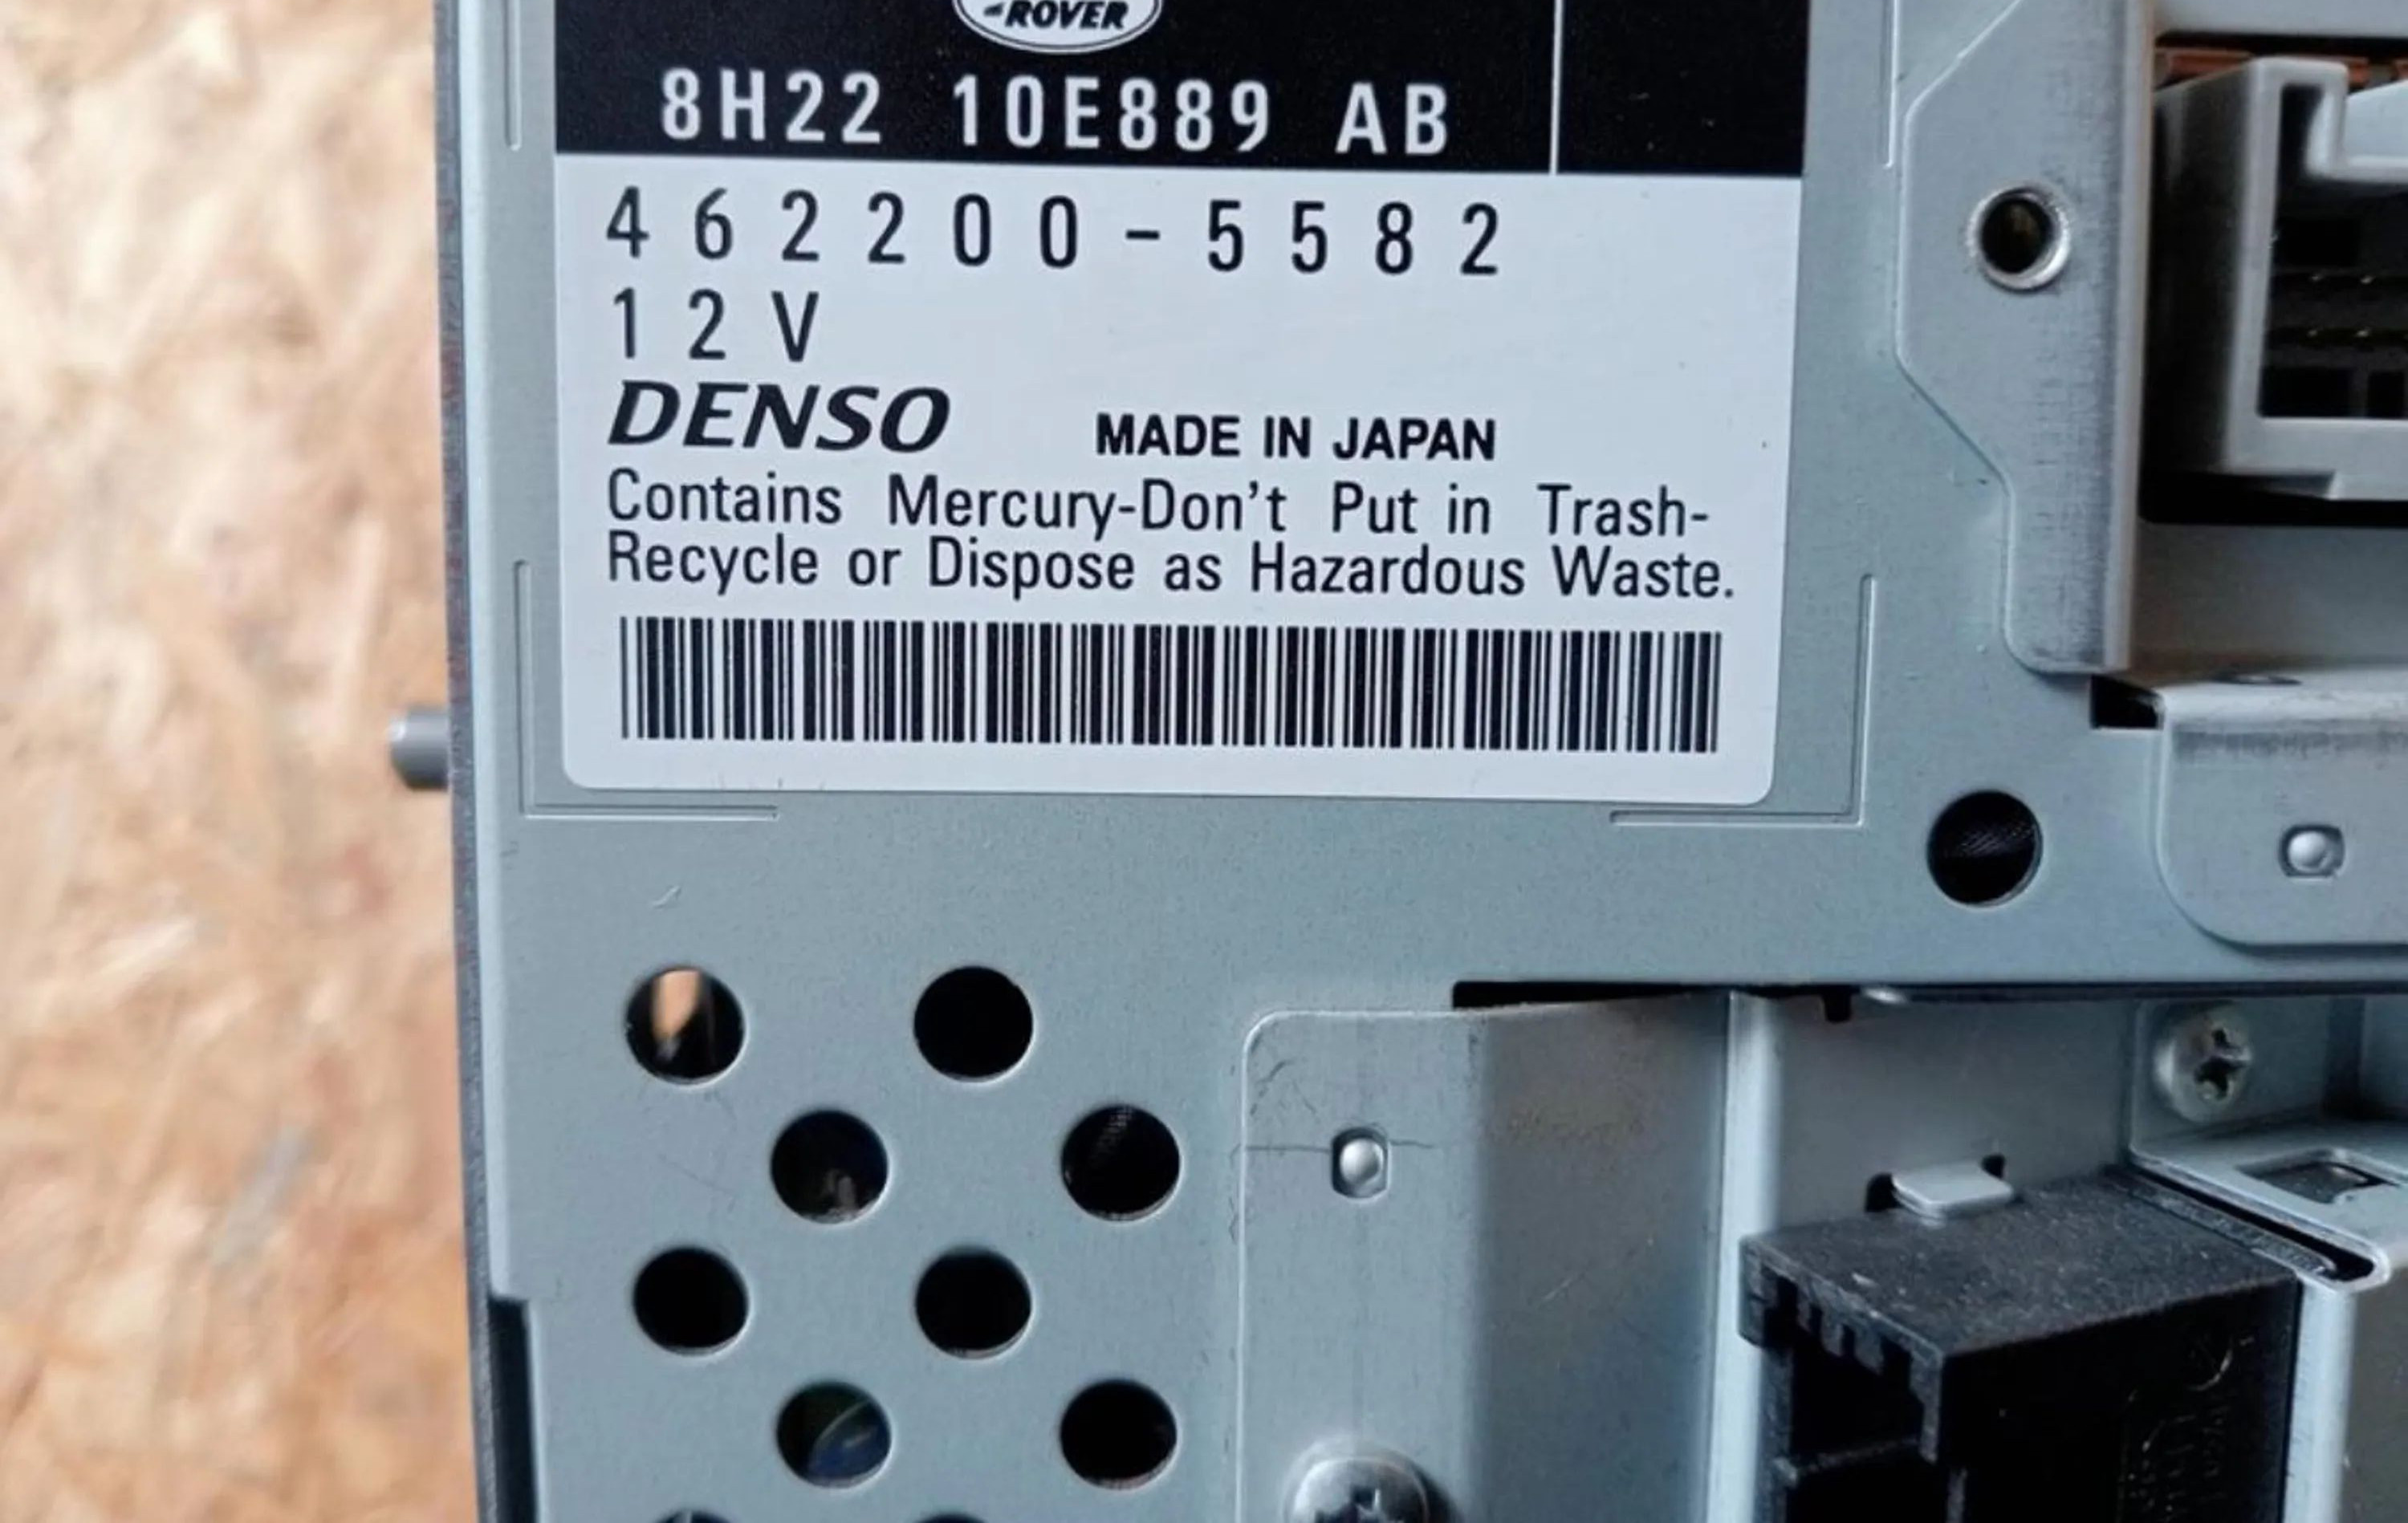 ROVER
8H22 10E889 AB
462200-5582
12V
DENSO MADE IN JAPAN
Contains Mercury-Don't Put in Trash-
Recycle or Dispose as Hazardous Waste.